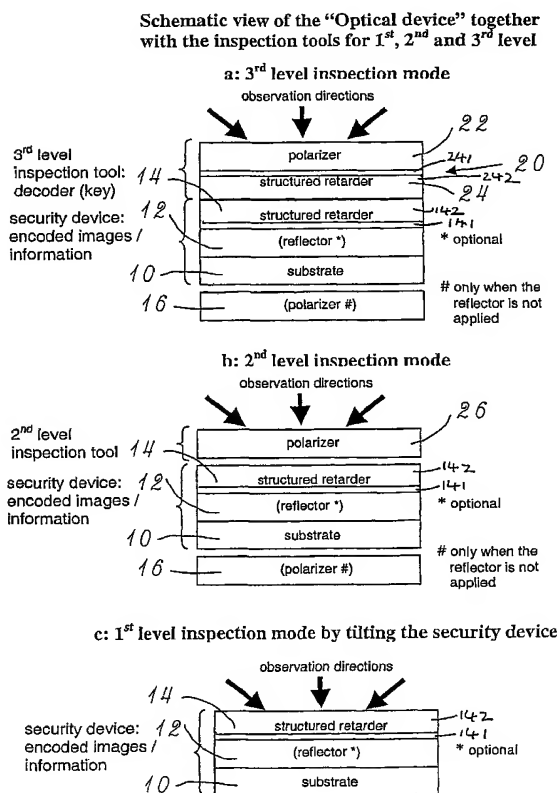 Schematic view of the “Optical device” together
with the inspection tools for 1st, 2nd and 3rd level
a: 3rd level inspection mode
observation directions
22
polarizer
3rd level
inspection tool:
decoder (key)
14
241
20
242
structured retarder
24
security device:
encoded images /
information
12
structured retarder
142
141
(reflector *)
* optional
10
substrate
16
(polarizer #)
# only when
the reflector
is not
applied
b: 2nd level inspection mode
observation directions
26
2nd level
inspection tool
14
polarizer
security device:
encoded images /
information
12
structured retarder
142
141
(reflector *)
* optional
10
substrate
16
(polarizer #)
# only when the
reflector is not
applied
c: 1st level inspection mode by tilting the security device
observation directions
14
security device:
encoded images /
information
12
structured retarder
142
141
(reflector *)
* optional
10
substrate